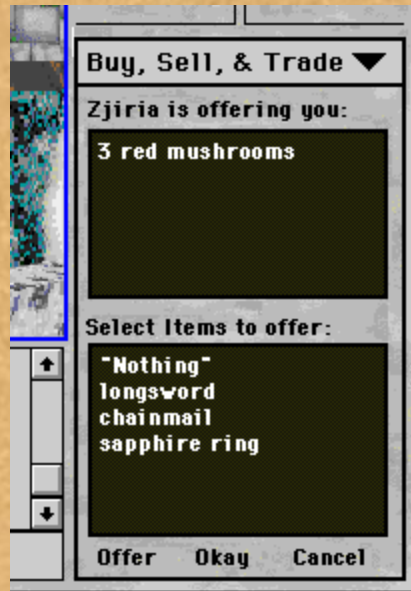 Buy, Sell, & Trade
Zjiria is offering you:
3 red mushrooms
Select Items to offer:
"Nothing"
longsword
chainmail
sapphire ring
Offer Okay Cancel